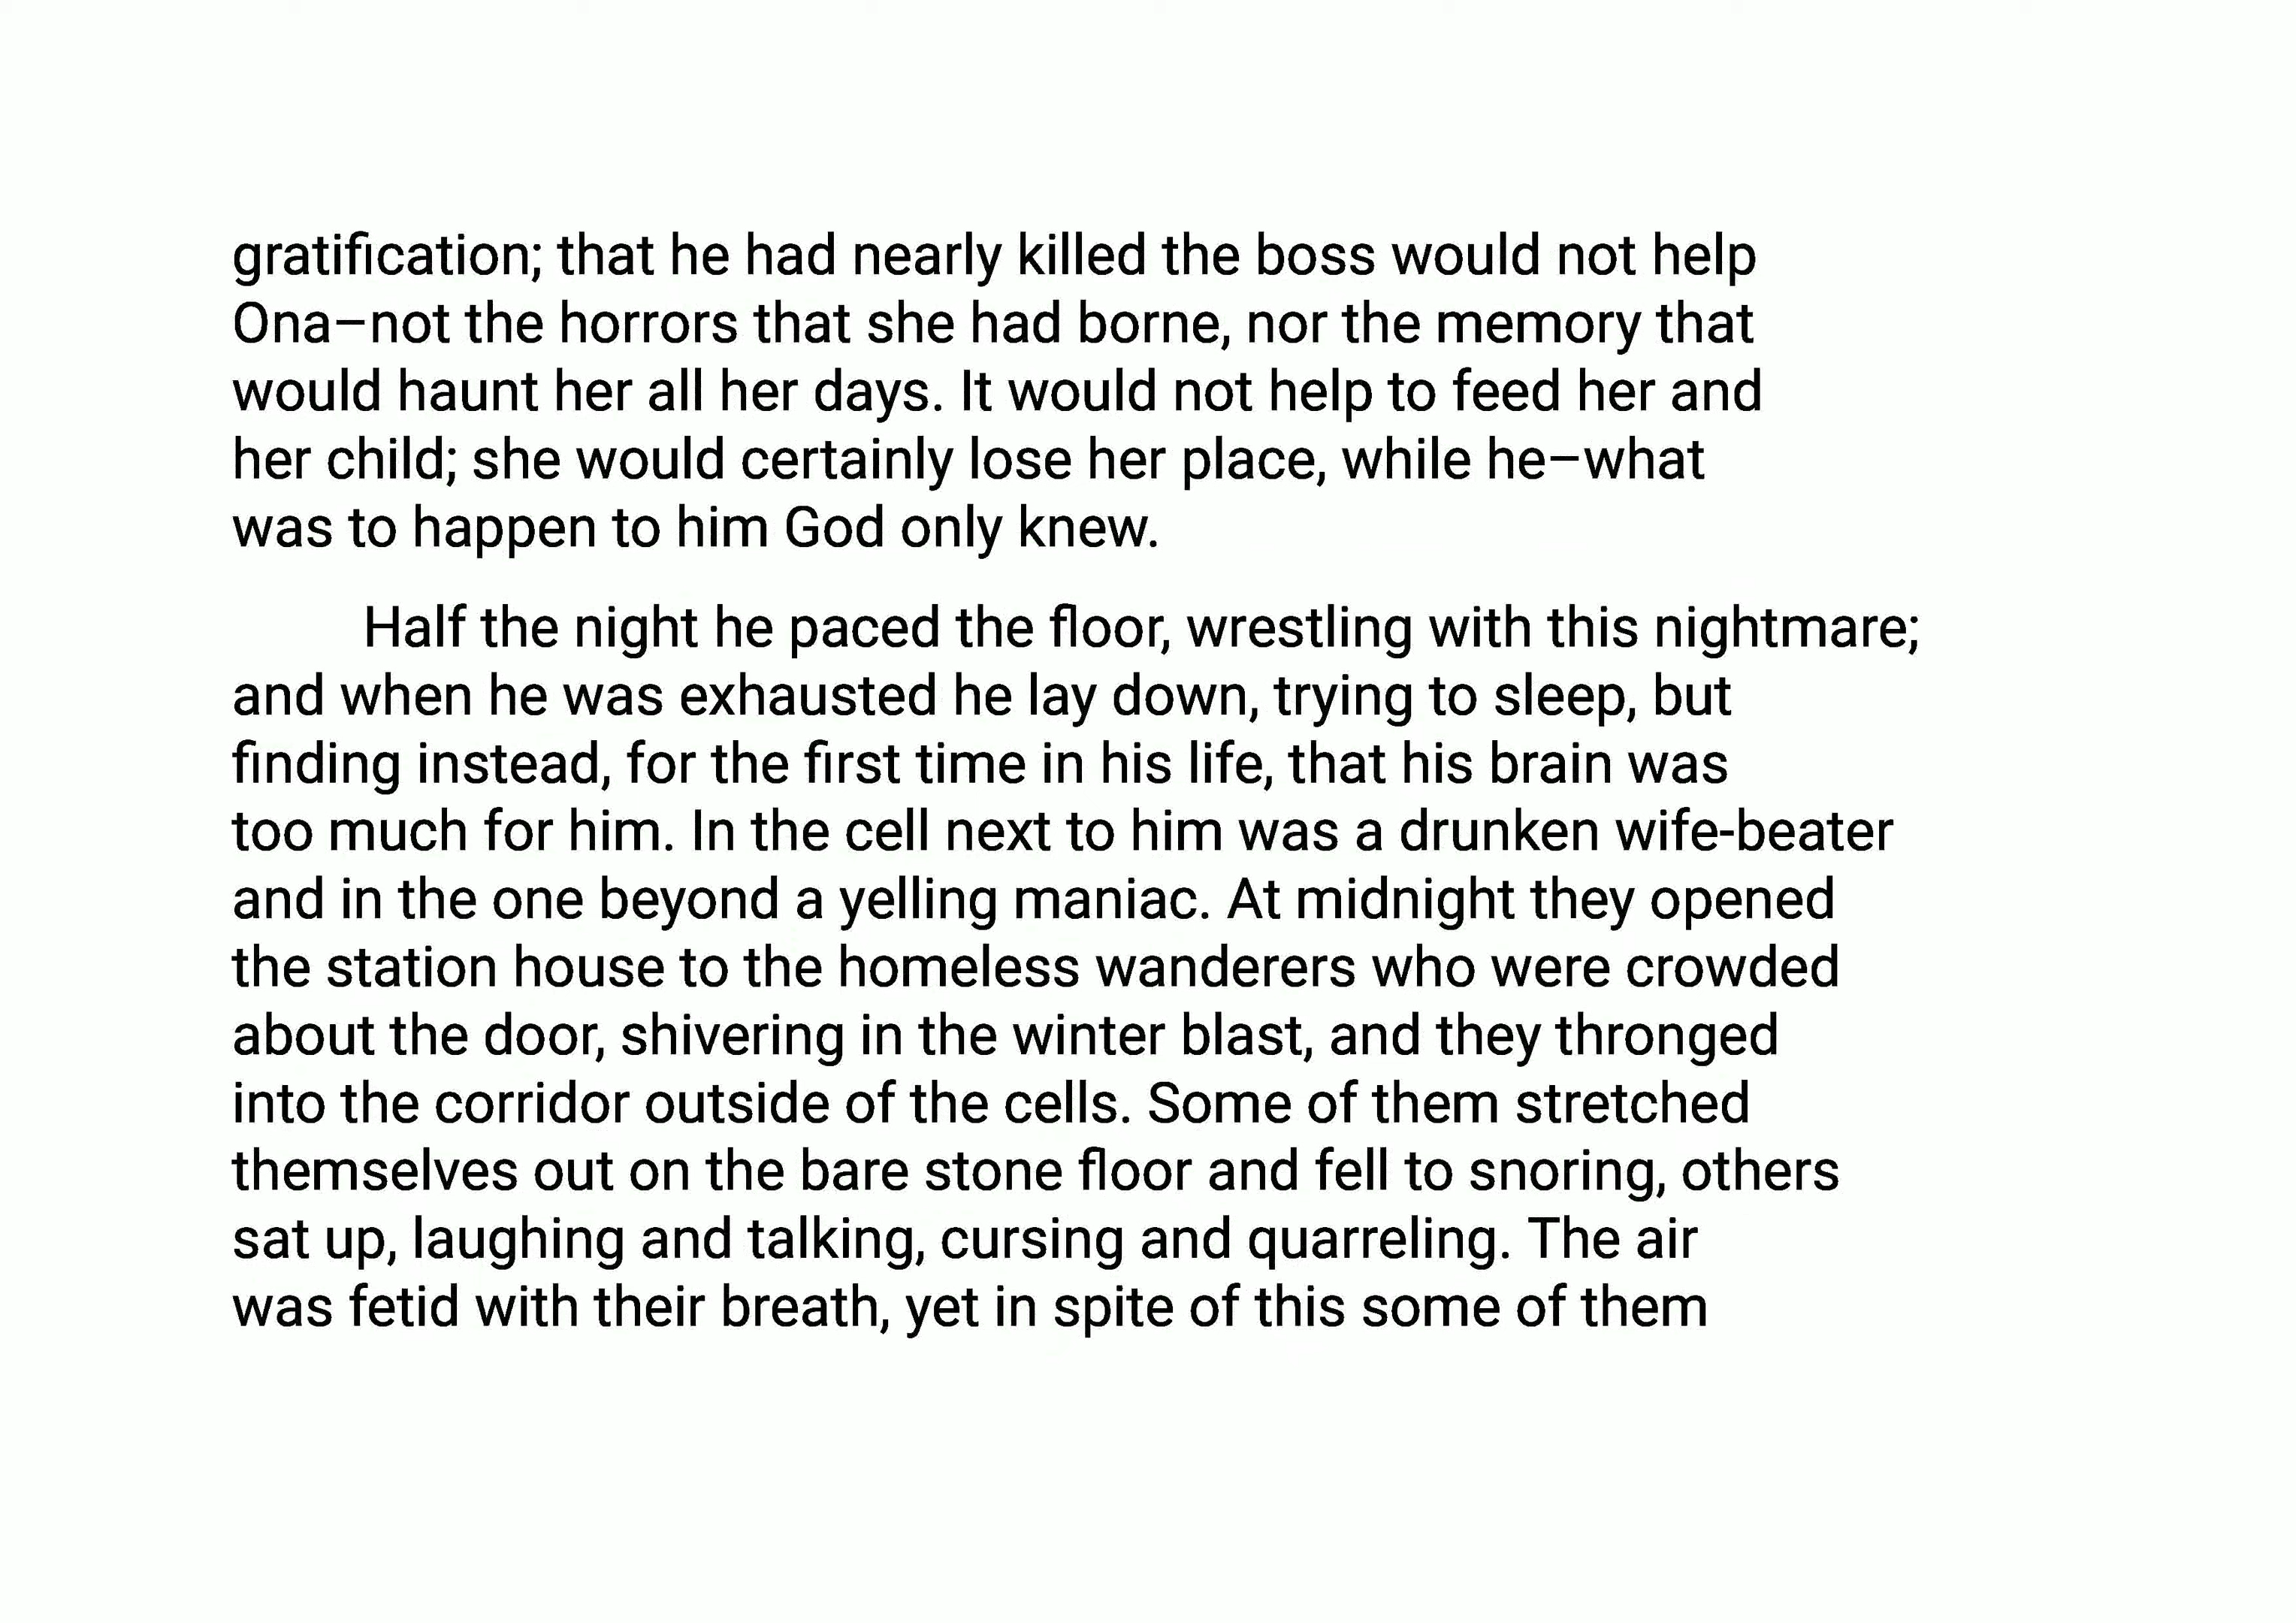 gratification; that he had nearly killed the boss would not help
Ona—not the horrors that she had borne, nor the memory that
would haunt her all her days. It would not help to feed her and
her child; she would certainly lose her place, while he—what
was to happen to him God only knew.
Half the night he paced the floor, wrestling with this nightmare;
and when he was exhausted he lay down, trying to sleep, but
finding instead, for the first time in his life, that his brain was
too much for him. In the cell next to him was a drunken wife-beater
and in the one beyond a yelling maniac. At midnight they opened
the station house to the homeless wanderers who were crowded
about the door, shivering in the winter blast, and they thronged
into the corridor outside of the cells. Some of them stretched
themselves out on the bare stone floor and fell to snoring, others
sat up, laughing and talking, cursing and quarreling. The air
was fetid with their breath, yet in spite of this some of them